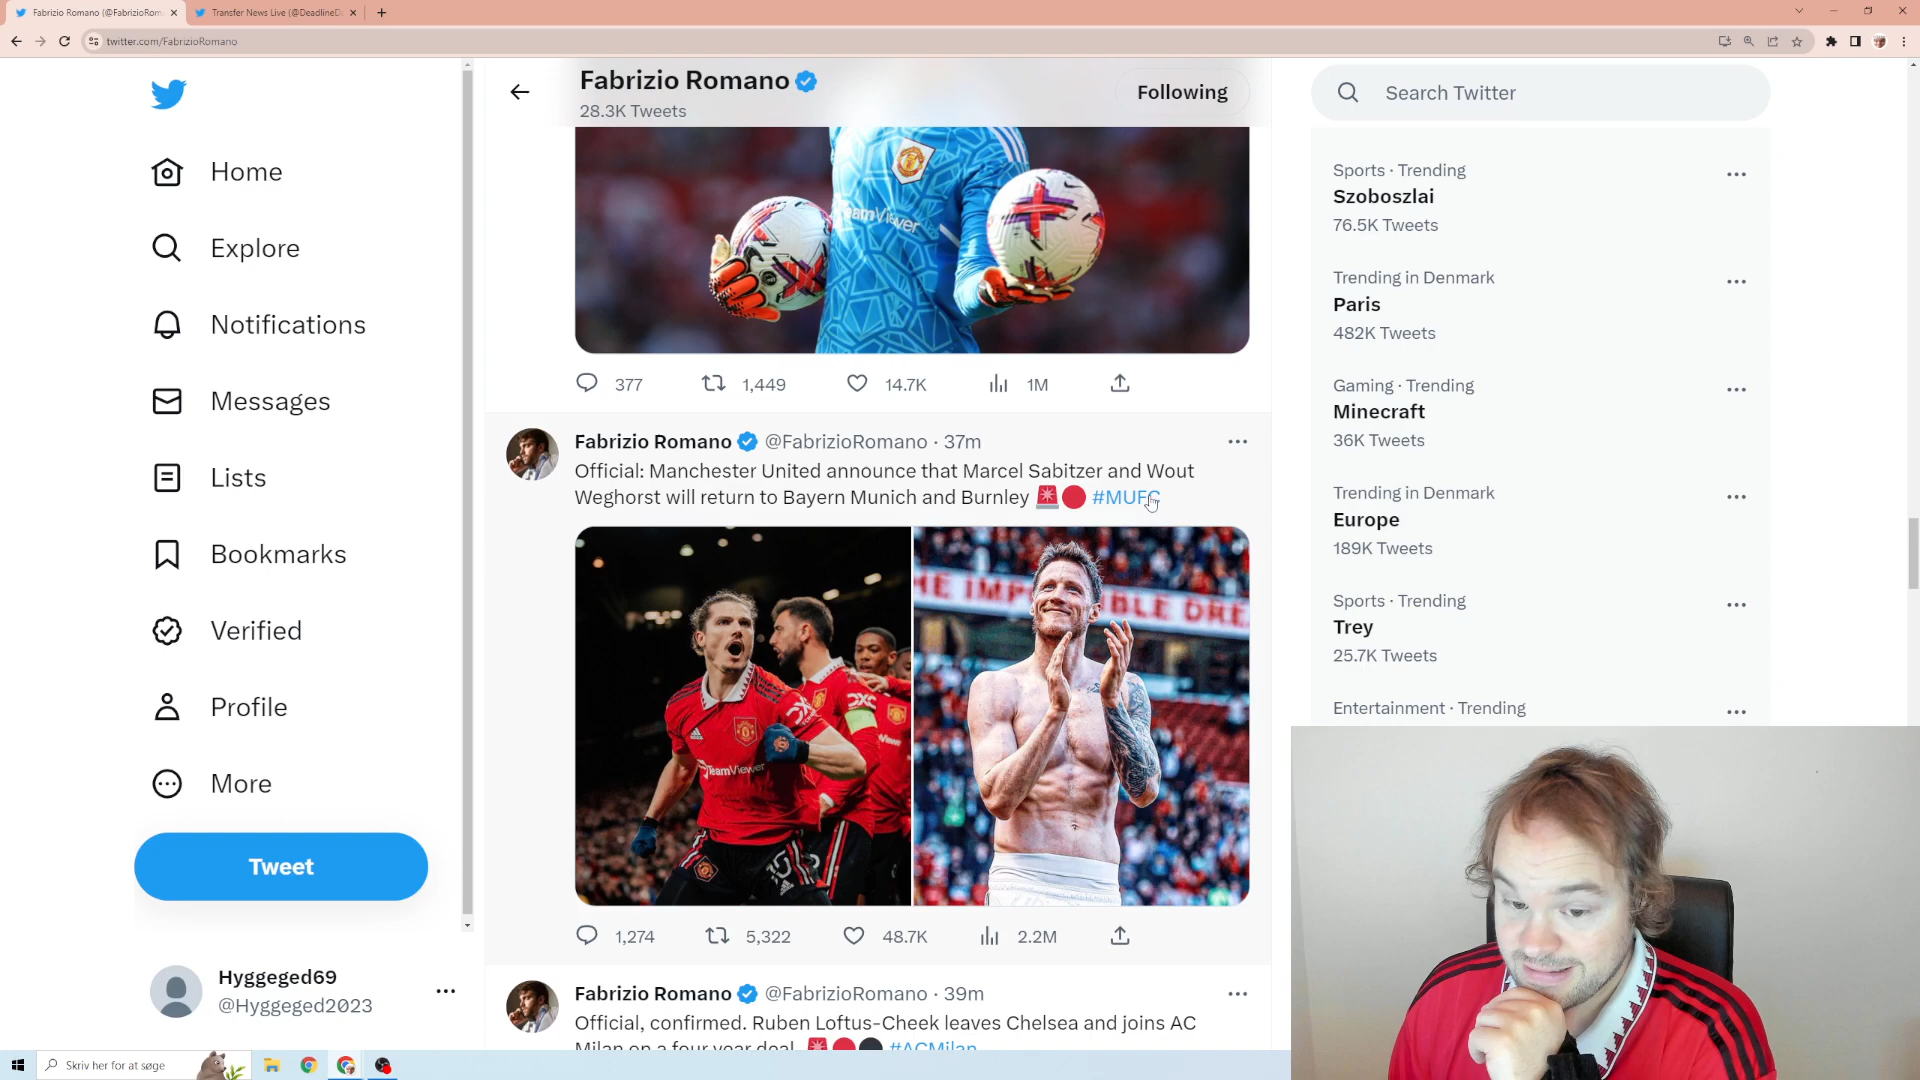 Fabrizio Romano (@FabrizioRom
Transfer News Live (@DeadlineD
twitter.com/FabrizioRomano
Home
Explore
Notifications
Messages
Lists
Bookmarks
Verified
Profile
More
Tweet
Hyggeged69
@Hyggeged2023
Fabrizio Romano
28.3K Tweets
Following
TeamViewer
377
1,449
14.7K
1M
Fabrizio Romano @FabrizioRomano · 37m
Official: Manchester United announce that Marcel Sabitzer and Wout
Weghorst will return to Bayern Munich and Burnley 🚨🔴 #MUFC
TeamViewer
DXC
HE IMPOSSIBLE DRE
1,274
5,322
48.7K
2.2M
Fabrizio Romano @FabrizioRomano · 39m
Official, confirmed. Ruben Loftus-Cheek leaves Chelsea and joins AC
Milan on a four year deal. 🚨🔴⚫ #ACMilan
Search Twitter
Sports · Trending
Szoboszlai
76.5K Tweets
Trending in Denmark
Paris
482K Tweets
Gaming · Trending
Minecraft
36K Tweets
Trending in Denmark
Europe
189K Tweets
Sports · Trending
Trey
25.7K Tweets
Entertainment · Trending
Skriv her for at søge